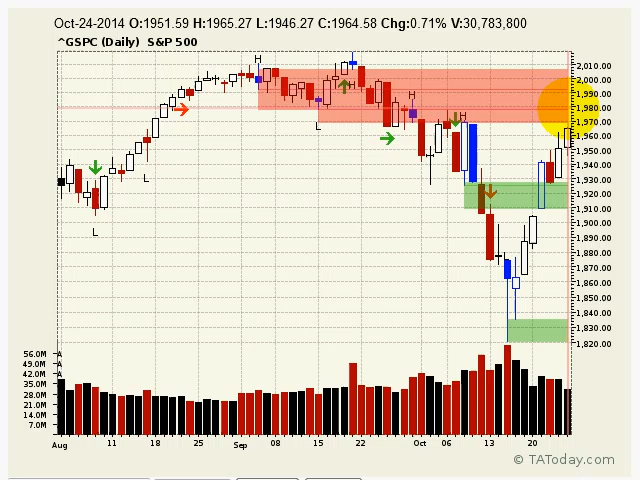 Oct-24-2014 O:1951.59 H:1965.27 L:1946.27 C:1964.58 Chg:0.71% V:30,783,800
^GSPC (Daily) S&P 500
H
H
H
H
L
L
L
2,010.00
2,000.00
1,990.00
1,980.00
1,970.00
1,960.00
1,950.00
1,940.00
1,930.00
1,920.00
1,910.00
1,900.00
1,890.00
1,880.00
1,870.00
1,860.00
1,850.00
1,840.00
1,830.00
1,820.00
56.0M
49.0M
42.0M
35.0M
28.0M
21.0M
14.0M
7.0M
A
A
A
Aug 11 18 25 Sep 08 15 22 Oct 06 13 20
© TAToday.com